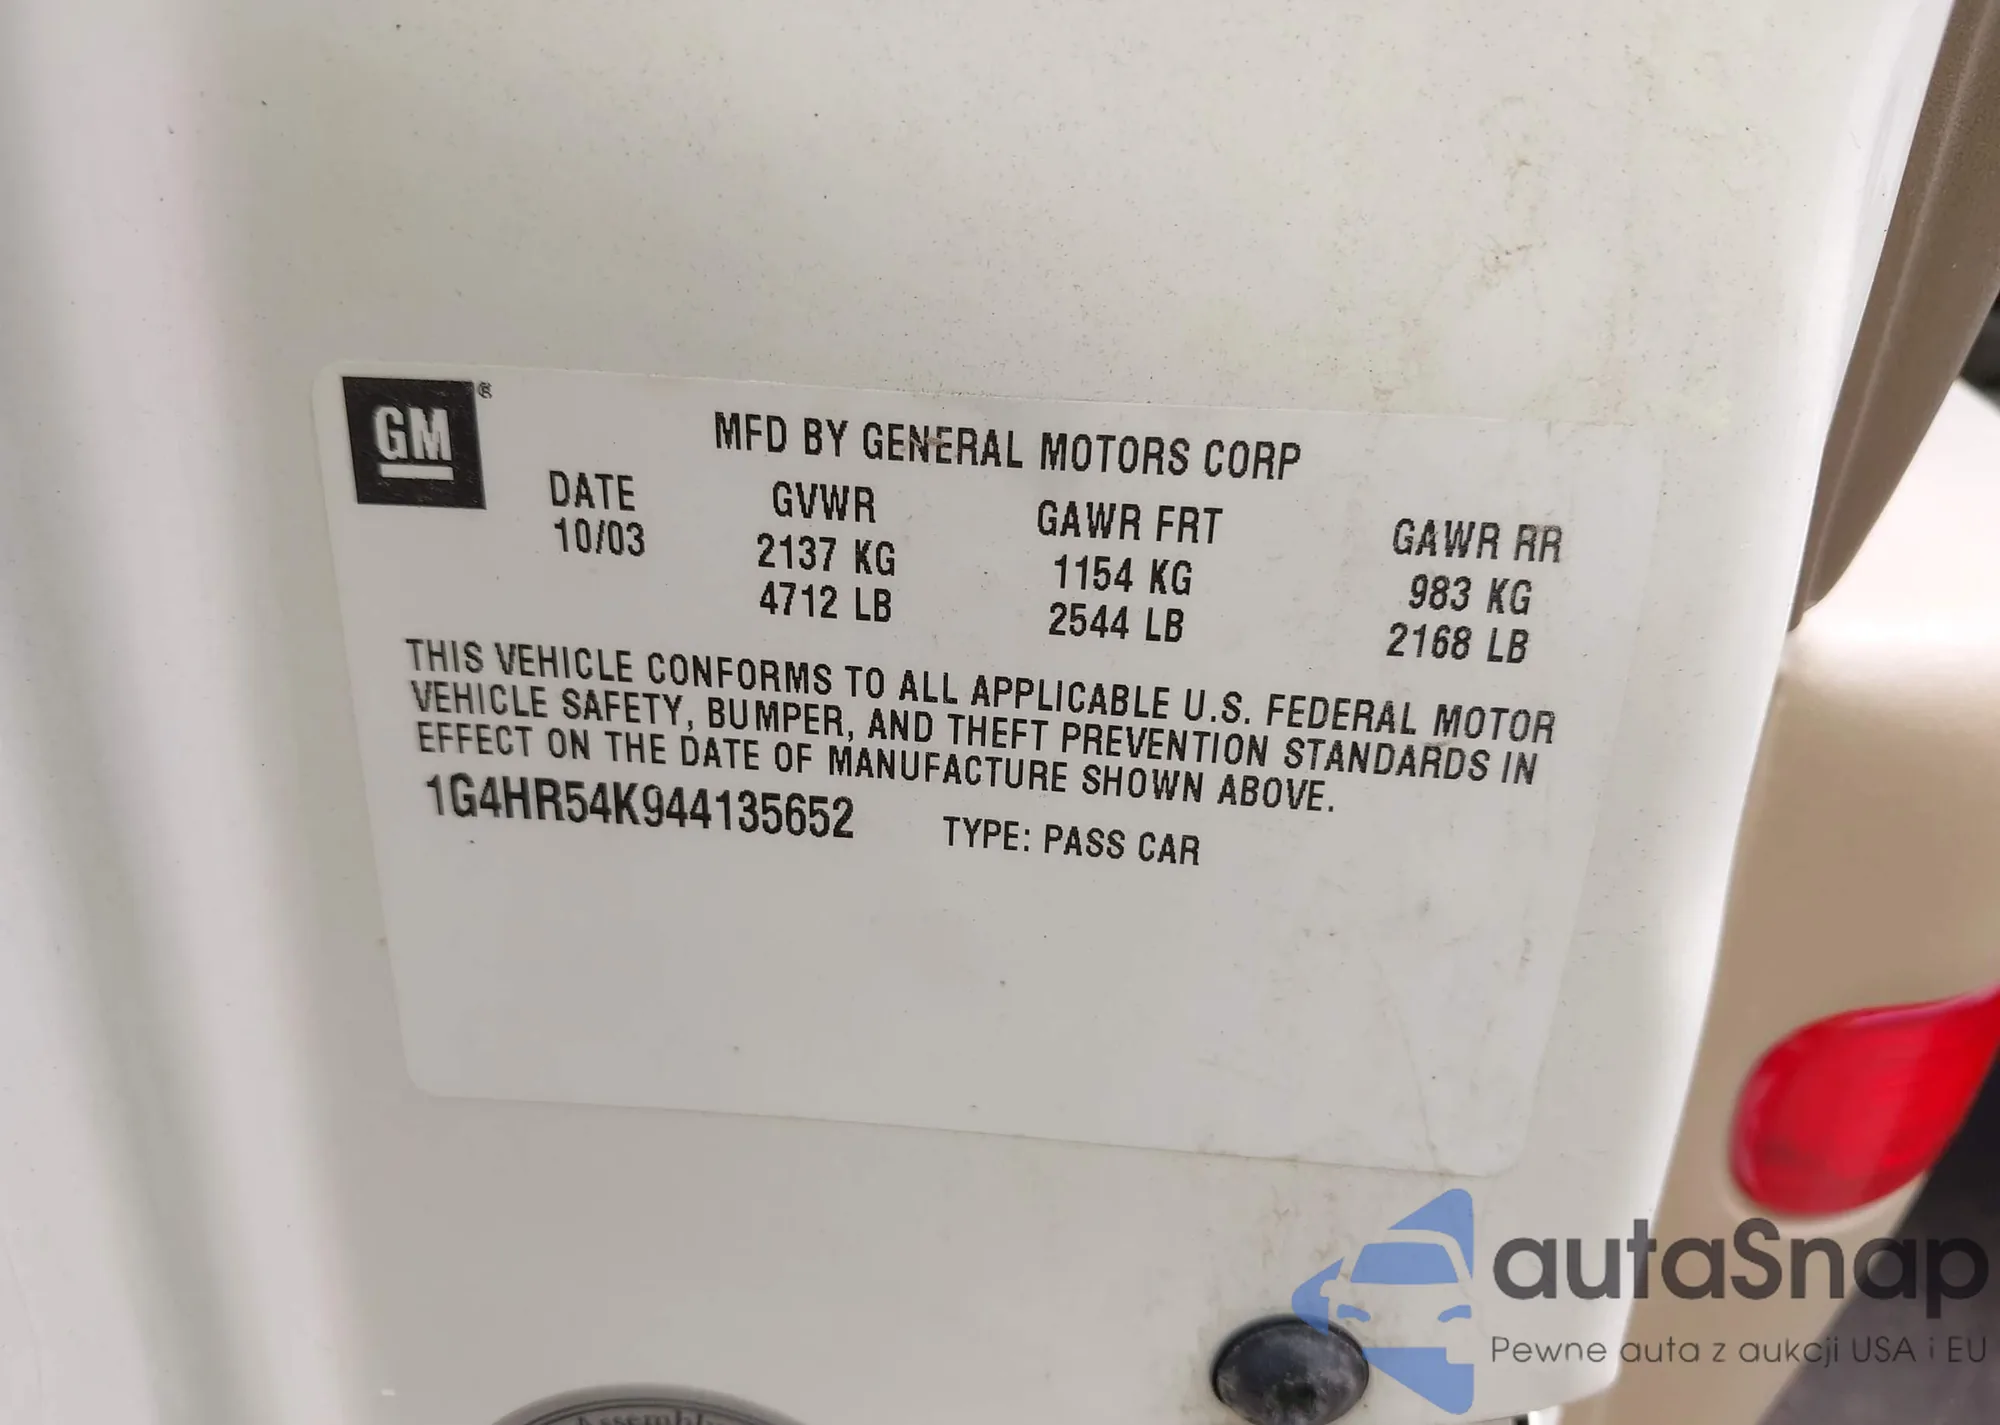 GM®
MFD BY GENERAL MOTORS CORP
DATE GVWR GAWR FRT GAWR RR
10/03 2137 KG 1154 KG 983 KG
4712 LB 2544 LB 2168 LB
THIS VEHICLE CONFORMS TO ALL APPLICABLE U.S. FEDERAL MOTOR
VEHICLE SAFETY, BUMPER, AND THEFT PREVENTION STANDARDS IN
EFFECT ON THE DATE OF MANUFACTURE SHOWN ABOVE.
1G4HR54K944135652 TYPE: PASS CAR
autaSnap
Pewne auta z aukcji USA i EU